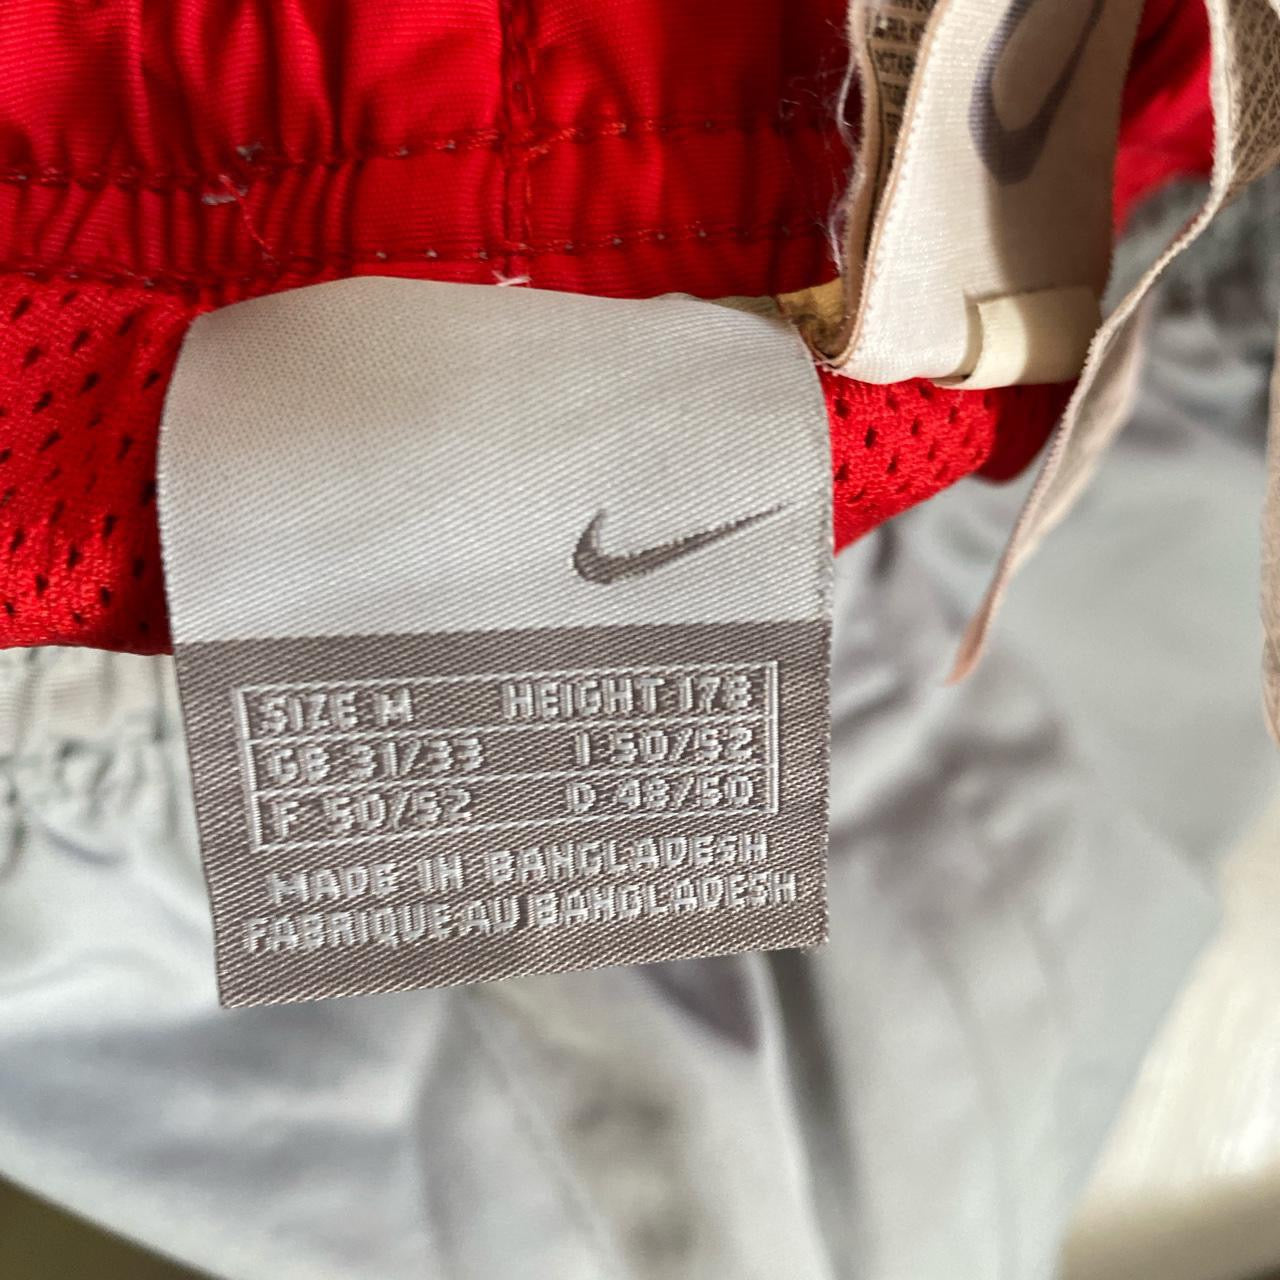 SIZE M HEIGHT 178
GB 31/33 I 50/52
F 50/52 D 48/50
MADE IN BANGLADESH
FABRIQUE AU BANGLADESH